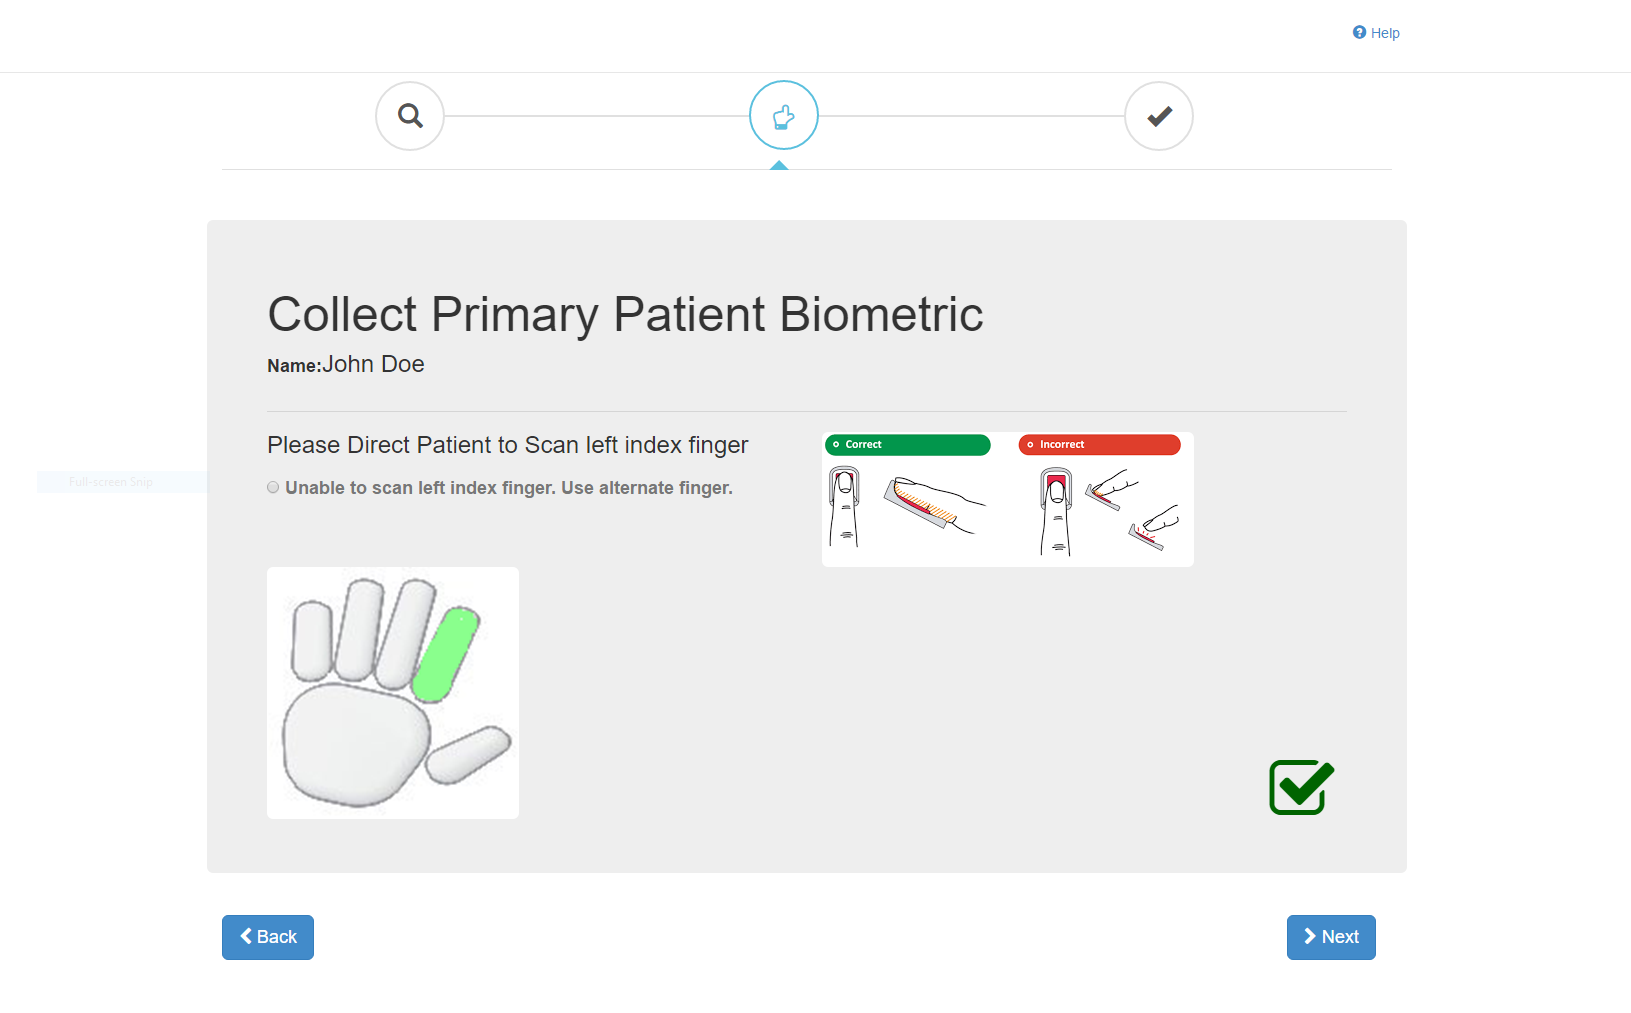 Help
Collect Primary Patient Biometric
Name:John Doe
Please Direct Patient to Scan left index finger
Unable to scan left index finger. Use alternate finger.
Correct
Incorrect
Full-screen Snip
Back
Next